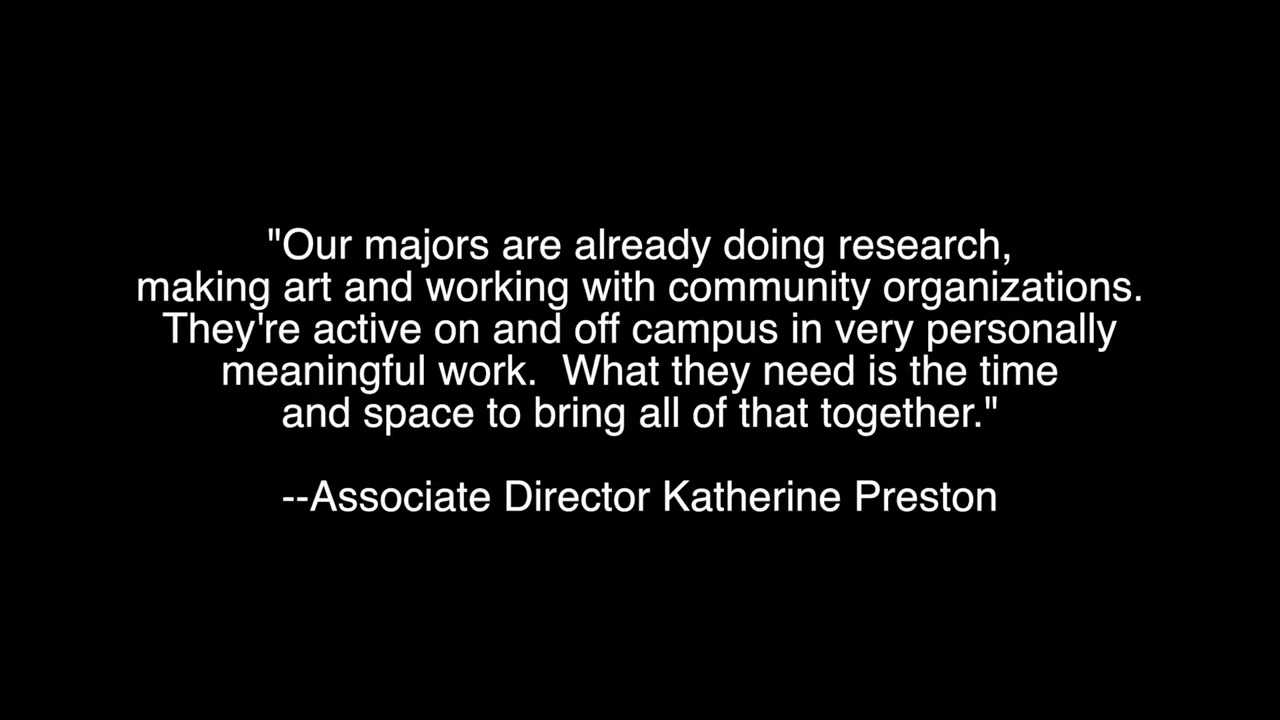 "Our majors are already doing research,
making art and working with community organizations.
They're active on and off campus in very personally
meaningful work.  What they need is the time
and space to bring all of that together."
--Associate Director Katherine Preston